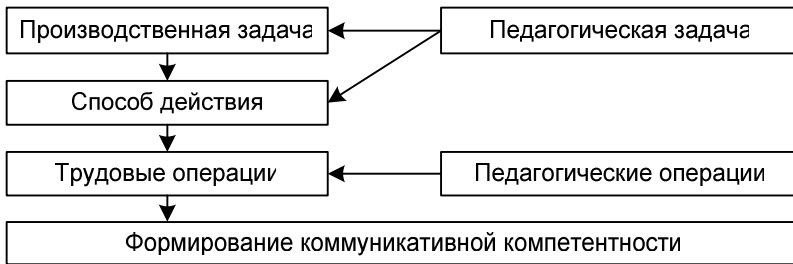 Производственная задача
Педагогическая задача
Способ действия
Трудовые операции
Педагогические операции
Формирование коммуникативной компетентности